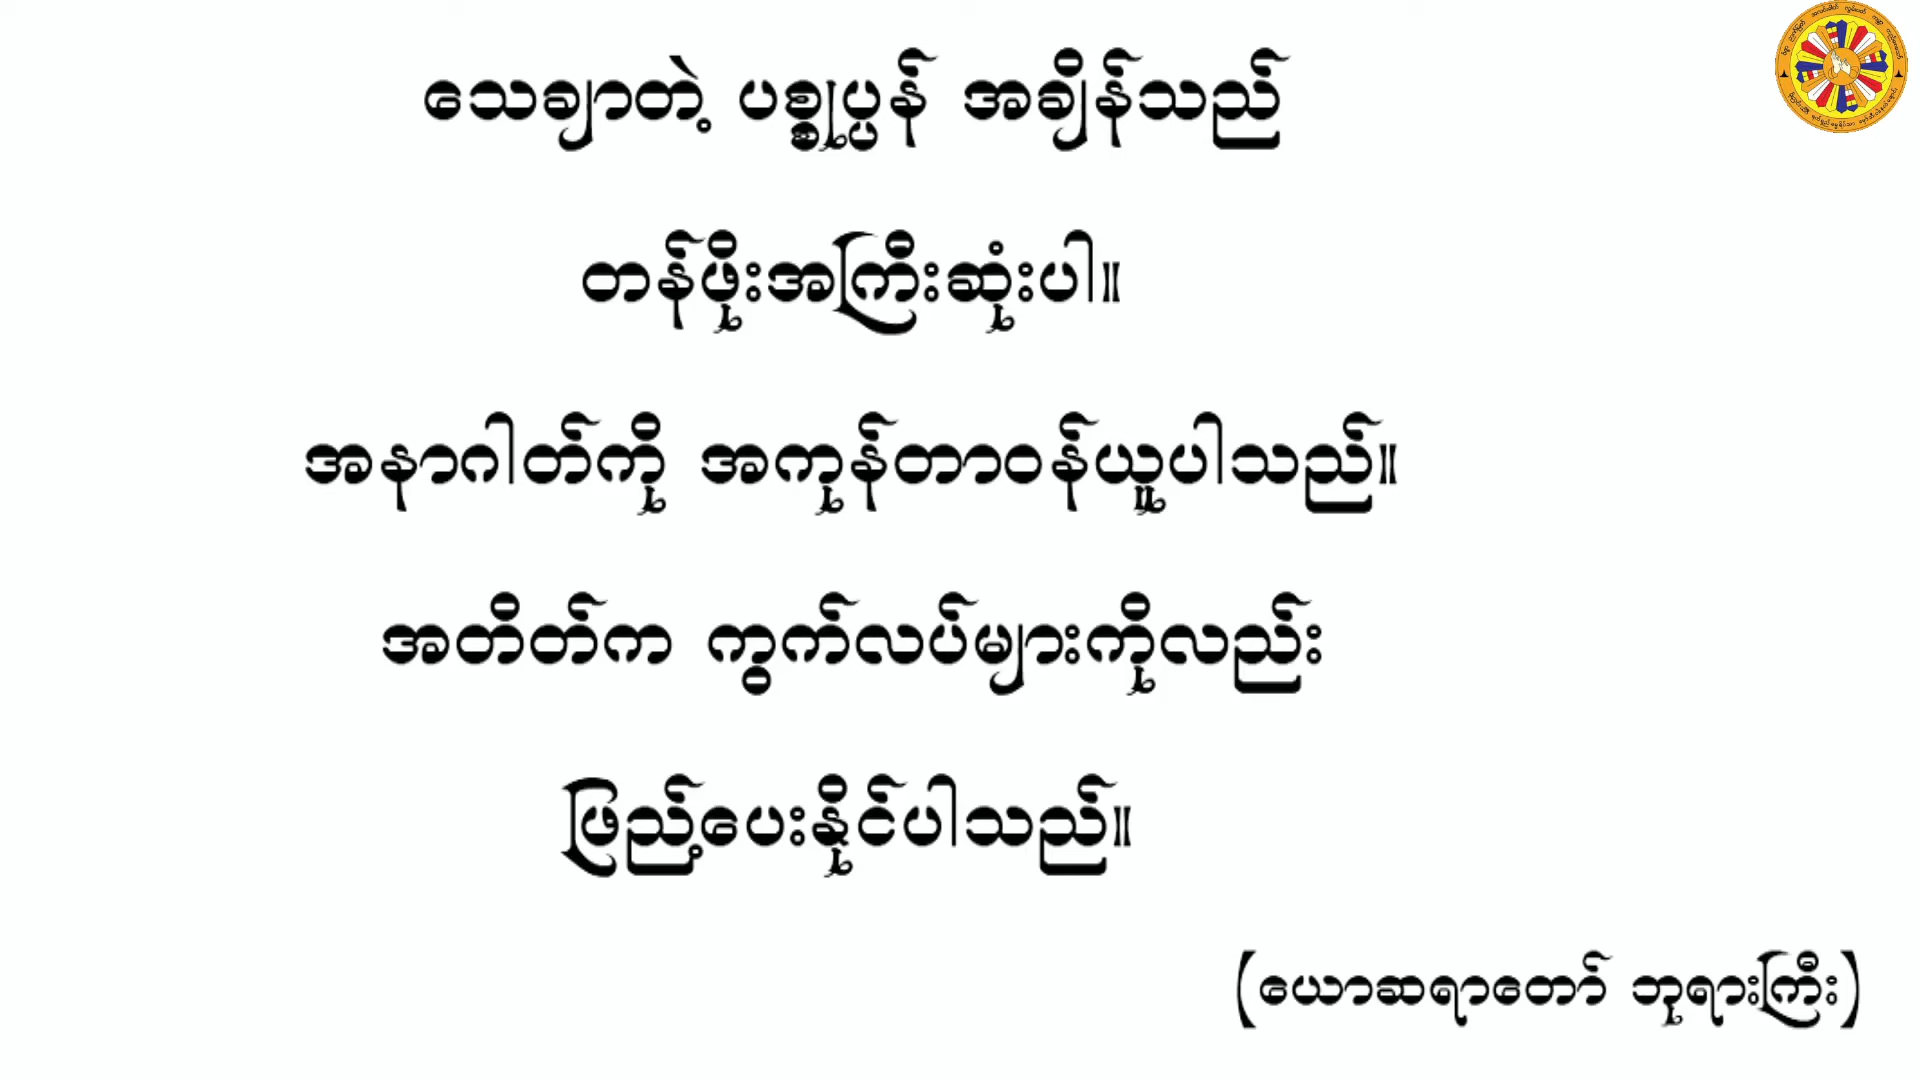 သေချာတဲ့ ပစ္စုပ္ပန် အချိန်သည်
တန်ဖိုးအကြီးဆုံးပါ။
အနာဂါတ်ကို အကုန်တာဝန်ယူပါသည်။
အတိတ်က ကွက်လပ်များကိုလည်း
ဖြည့်ပေးနိုင်ပါသည်။
(ယောဆရာတော် ဘုရားကြီး)